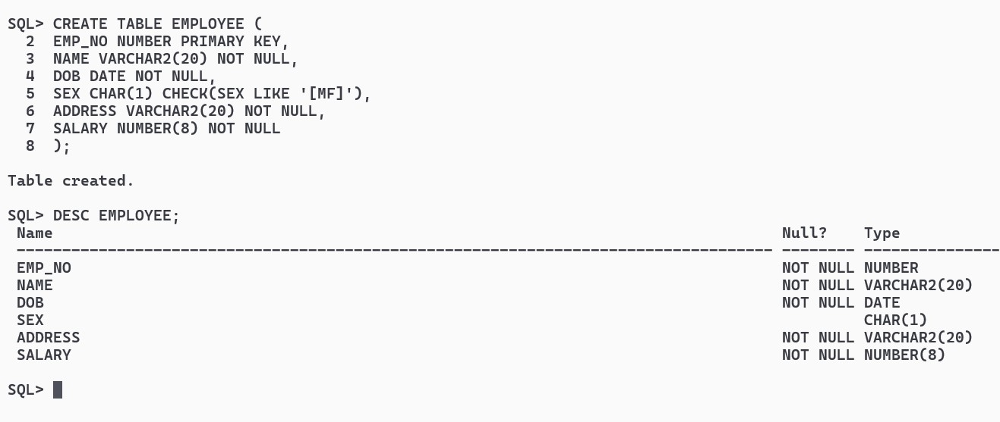 SQL> CREATE TABLE EMPLOYEE (
  2  EMP_NO NUMBER PRIMARY KEY,
  3  NAME VARCHAR2(20) NOT NULL,
  4  DOB DATE NOT NULL,
  5  SEX CHAR(1) CHECK(SEX LIKE '[MF]'),
  6  ADDRESS VARCHAR2(20) NOT NULL,
  7  SALARY NUMBER(8) NOT NULL
  8  );
Table created.
SQL> DESC EMPLOYEE;
 Name                                                                                Null?    Type
 ----------------------------------------------------------------------------------- -------- ---------------
 EMP_NO                                                                              NOT NULL NUMBER
 NAME                                                                                NOT NULL VARCHAR2(20)
 DOB                                                                                 NOT NULL DATE
 SEX                                                                                          CHAR(1)
 ADDRESS                                                                             NOT NULL VARCHAR2(20)
 SALARY                                                                              NOT NULL NUMBER(8)
SQL>